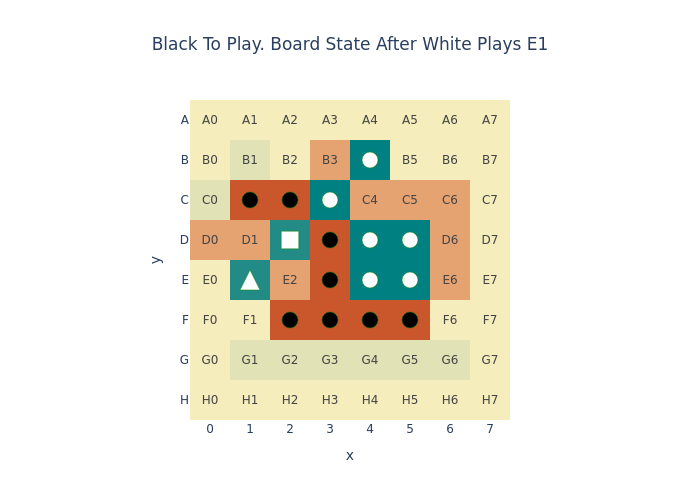 Black To Play. Board State After White Plays E1
A A0 A1 A2 A3 A4 A5 A6 A7
B B0 B1 B2 B3 B5 B6 B7
C C0 C4 C5 C6 C7
D D0 D1 D6 D7
E E0 E2 E6 E7
F F0 F1 F6 F7
G G0 G1 G2 G3 G4 G5 G6 G7
H H0 H1 H2 H3 H4 H5 H6 H7
0 1 2 3 4 5 6 7
x
y